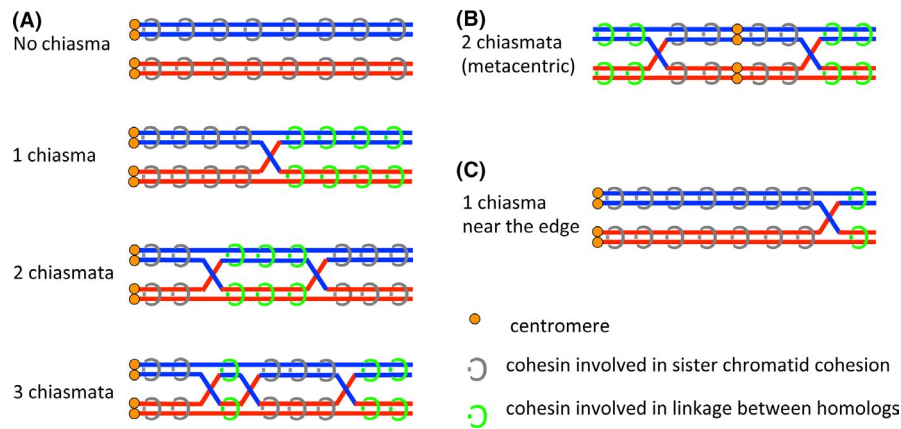 (A)
No chiasma
1 chiasma
2 chiasmata
3 chiasmata
(B)
2 chiasmata
(metacentric)
(C)
1 chiasma
near the edge
centromere
cohesin involved in sister chromatid cohesion
cohesin involved in linkage between homologs